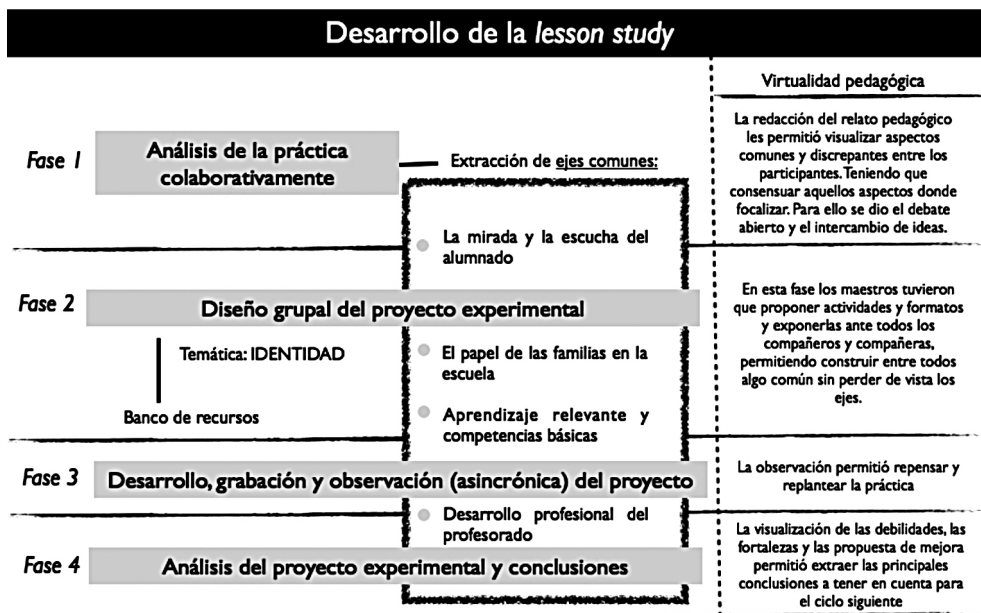 Desarrollo de la lesson study
Virtualidad pedagógica
Fase 1
Análisis de la práctica
colaborativamente
Extracción de ejes comunes:
La redacción del relato pedagógico
les permitió visualizar aspectos
comunes y discrepantes entre los
participantes. Teniendo que
consensuar aquellos aspectos donde
focalizar. Para ello se dio el debate
abierto y el intercambio de ideas.
La mirada y la escucha del
alumnado
Fase 2
Diseño grupal del proyecto experimental
Temática: IDENTIDAD
Banco de recursos
El papel de las familias en la
escuela
Aprendizaje relevante y
competencias básicas
En esta fase los maestros tuvieron
que proponer actividades y formatos
y exponerlas ante todos los
compañeros y compañeras,
permitiendo construir entre todos
algo común sin perder de vista los
ejes.
Fase 3
Desarrollo, grabación y observación (asincrónica) del proyecto
La observación permitió repensar y
replantear la práctica
Desarrollo profesional del
profesorado
Fase 4
Análisis del proyecto experimental y conclusiones
La visualización de las debilidades, las
fortalezas y las propuesta de mejora
permitió extraer las principales
conclusiones a tener en cuenta para
el ciclo siguiente